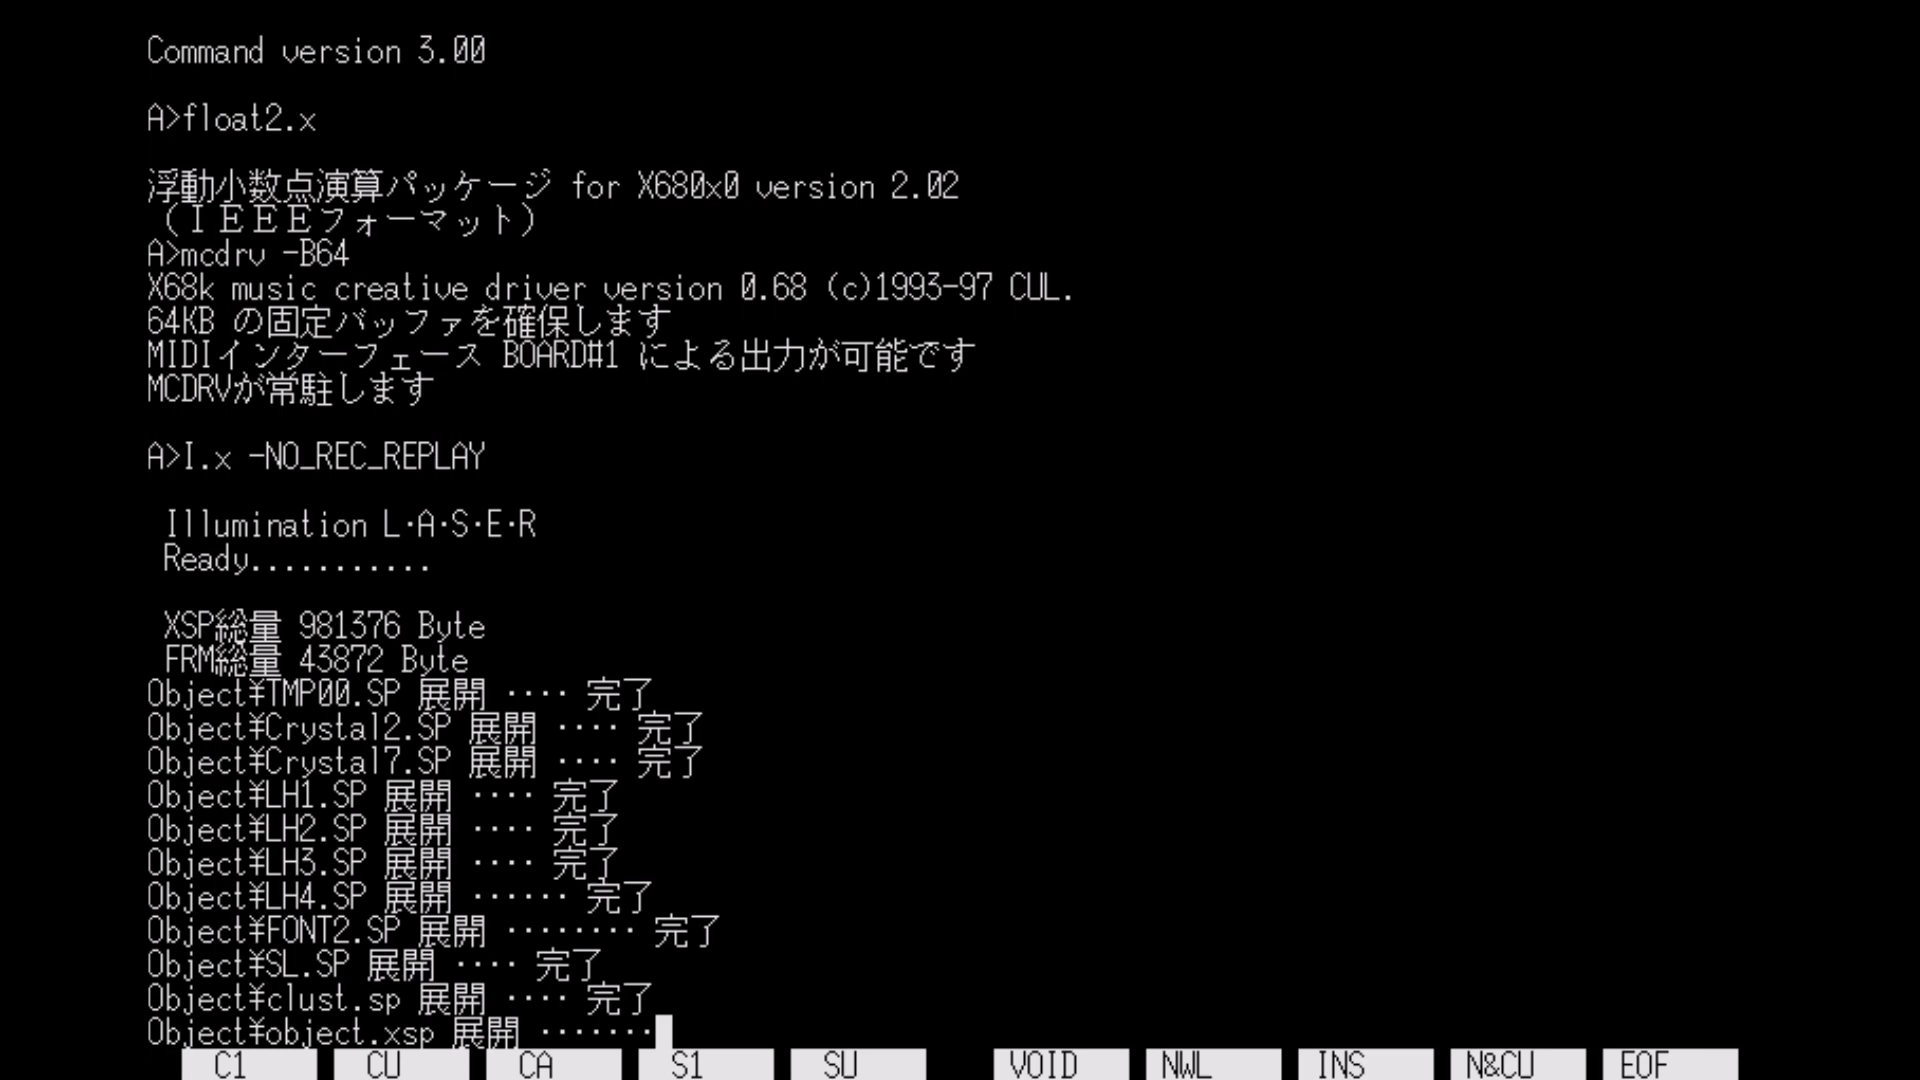 Command version 3.00
A>float2.x
浮動小数点演算パッケージ for X680x0 version 2.02
（ＩＥＥＥフォーマット）
A>mcdrv -B64
X68k music creative driver version 0.68 (c)1993-97 CUL.
64KB の固定バッファを確保します
MIDIインターフェース BOARD#1 による出力が可能です
MCDRVが常駐します
A>I.x -NO_REC_REPLAY
Illumination L·A·S·E·R
Ready...........
XSP総量 981376 Byte
FRM総量 43872 Byte
Object¥TMP00.SP 展開 ···· 完了
Object¥Crystal2.SP 展開 ···· 完了
Object¥Crystal7.SP 展開 ···· 完了
Object¥LH1.SP 展開 ···· 完了
Object¥LH2.SP 展開 ···· 完了
Object¥LH3.SP 展開 ···· 完了
Object¥LH4.SP 展開 ······ 完了
Object¥FONT2.SP 展開 ········ 完了
Object¥SL.SP 展開 ···· 完了
Object¥clust.sp 展開 ···· 完了
Object¥object.xsp 展開 ·······
C1 CU CA S1 SU VOID NWL INS N&CU EOF